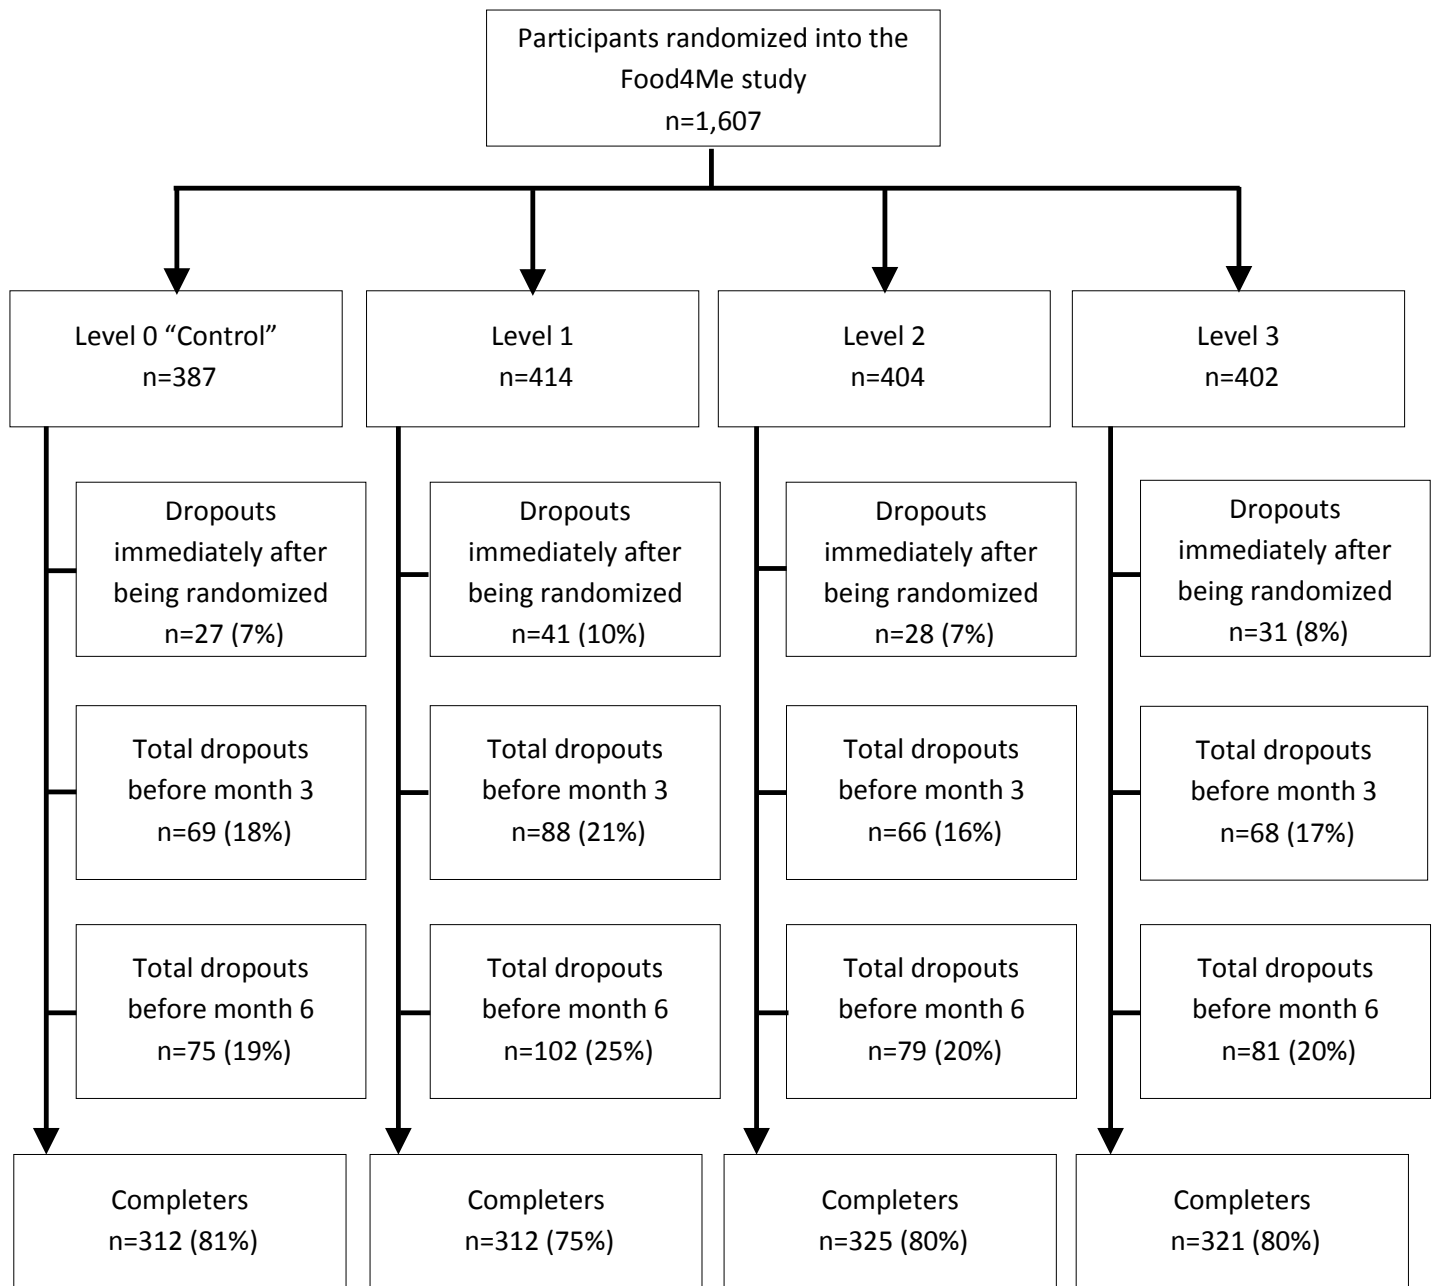 Participants randomized into the
Food4Me study
n=1,607
Level 0 “Control”
n=387
Level 1
n=414
Level 2
n=404
Level 3
n=402
Dropouts
immediately after
being randomized
n=27 (7%)
Dropouts
immediately after
being randomized
n=41 (10%)
Dropouts
immediately after
being randomized
n=28 (7%)
Dropouts
immediately after
being randomized
n=31 (8%)
Total dropouts
before month 3
n=69 (18%)
Total dropouts
before month 3
n=88 (21%)
Total dropouts
before month 3
n=66 (16%)
Total dropouts
before month 3
n=68 (17%)
Total dropouts
before month 6
n=75 (19%)
Total dropouts
before month 6
n=102 (25%)
Total dropouts
before month 6
n=79 (20%)
Total dropouts
before month 6
n=81 (20%)
Completers
n=312 (81%)
Completers
n=312 (75%)
Completers
n=325 (80%)
Completers
n=321 (80%)